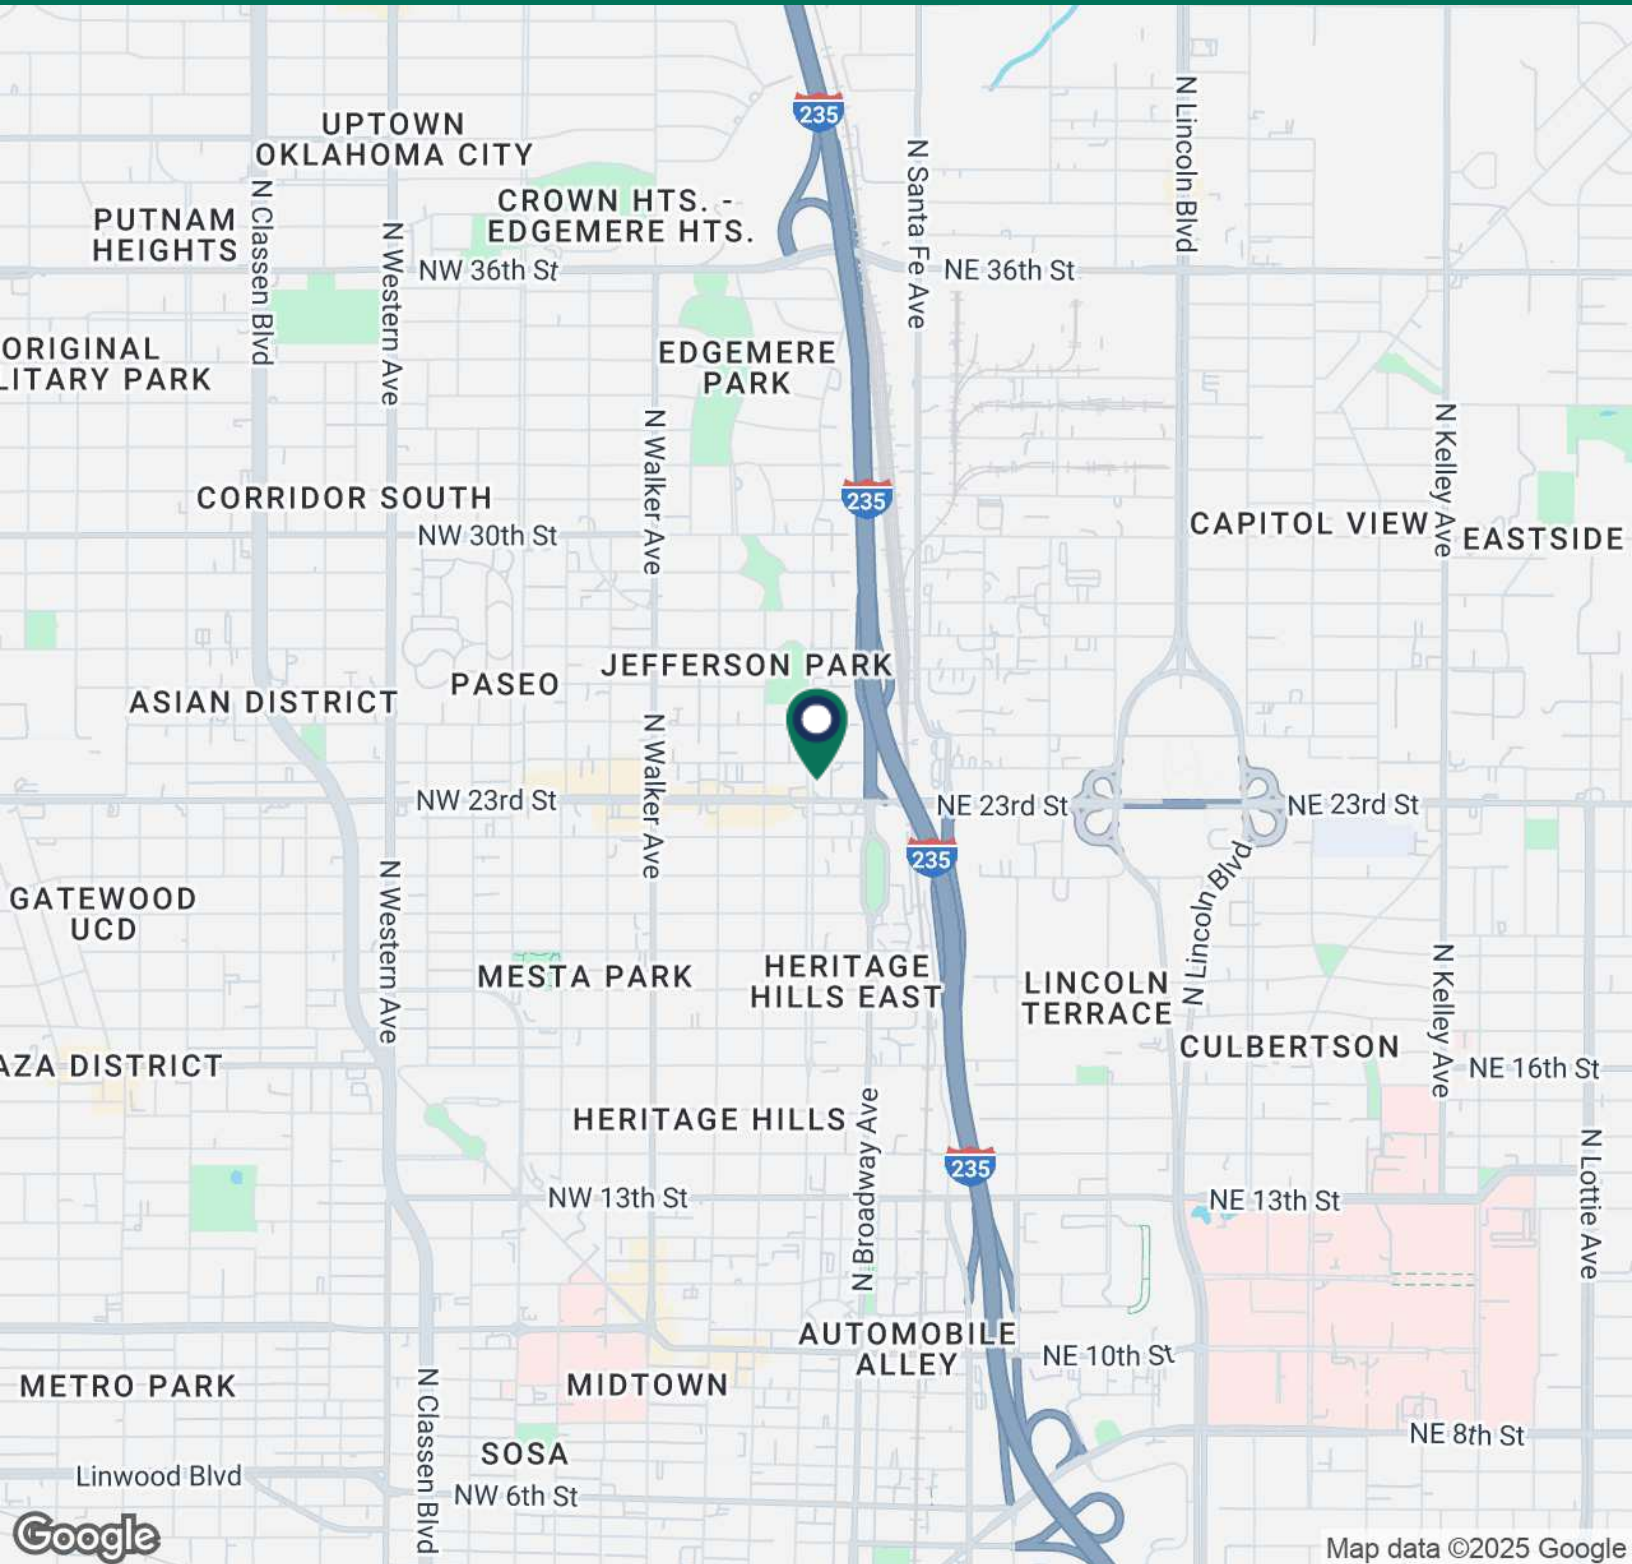 235
UPTOWN
OKLAHOMA CITY
N Lincoln Blvd
N Santa Fe Ave
N Classen Blvd
CROWN HTS. -
EDGEMERE HTS.
PUTNAM
HEIGHTS
N Western Ave
NW 36th St
NE 36th St
ORIGINAL
LITARY PARK
EDGEMERE
PARK
N Walker Ave
N Kelley Ave
235
CORRIDOR SOUTH
NW 30th St
CAPITOL VIEW
EASTSIDE
JEFFERSON PARK
PASEO
ASIAN DISTRICT
N Walker Ave
NW 23rd St
NE 23rd St
NE 23rd St
235
N Lincoln Blvd
N Western Ave
GATEWOOD
UCD
MESTA PARK
HERITAGE
HILLS EAST
LINCOLN
TERRACE
N Kelley Ave
CULBERTSON
AZA DISTRICT
NE 16th St
HERITAGE HILLS
N Broadway Ave
235
N Lottie Ave
NW 13th St
NE 13th St
AUTOMOBILE
ALLEY
NE 10th St
METRO PARK
MIDTOWN
N Classen Blvd
NE 8th St
SOSA
Linwood Blvd
NW 6th St
Google
Map data ©2025 Google